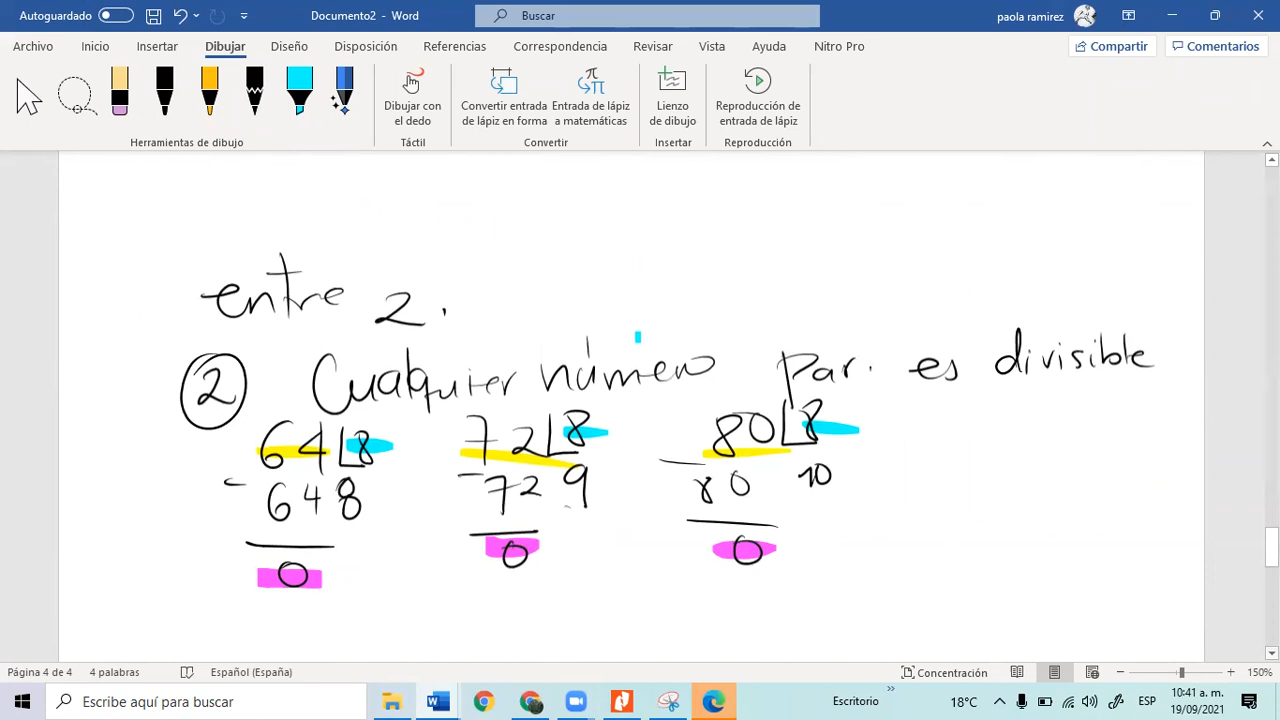 Autoguardado Documento2 - Word Buscar paola ramirez
Archivo Inicio Insertar Dibujar Diseño Disposición Referencias Correspondencia Revisar Vista Ayuda Nitro Pro Compartir Comentarios
Dibujar con el dedo
Convertir entrada de lápiz en forma
Entrada de lápiz a matemáticas
Lienzo de dibujo
Reproducción de entrada de lápiz
Herramientas de dibujo Táctil Convertir Insertar Reproducción
entre 2.
2 Cualquier número par. es divisible
64 8 72 8 80 8
- 64 8 - 72 9 - 80 10
0 0 0
Página 4 de 4 4 palabras Español (España) Concentración 150%
Escribe aquí para buscar Escritorio » 18°C ESP 10:41 a. m.
19/09/2021